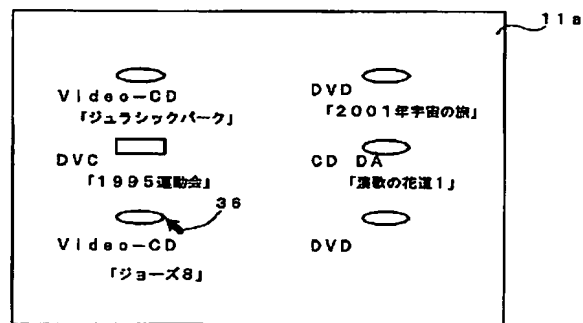 11a
Video-CD
「ジュラシックパーク」
DVD
「2001年宇宙の旅」
DVC
「1995運動会」
CD DA
「演歌の花道1」
36
Video-CD
「ジョーズ8」
DVD